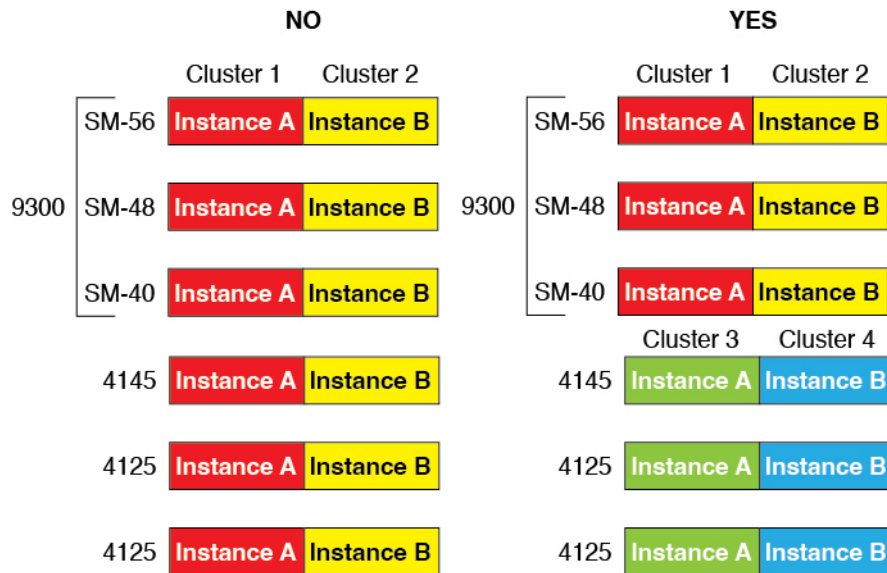 NO YES
Cluster 1 Cluster 2 Cluster 1 Cluster 2
SM-56 Instance A Instance B SM-56 Instance A Instance B
9300 SM-48 Instance A Instance B 9300 SM-48 Instance A Instance B
SM-40 Instance A Instance B SM-40 Instance A Instance B
Cluster 3 Cluster 4
4145 Instance A Instance B 4145 Instance A Instance B
4125 Instance A Instance B 4125 Instance A Instance B
4125 Instance A Instance B 4125 Instance A Instance B